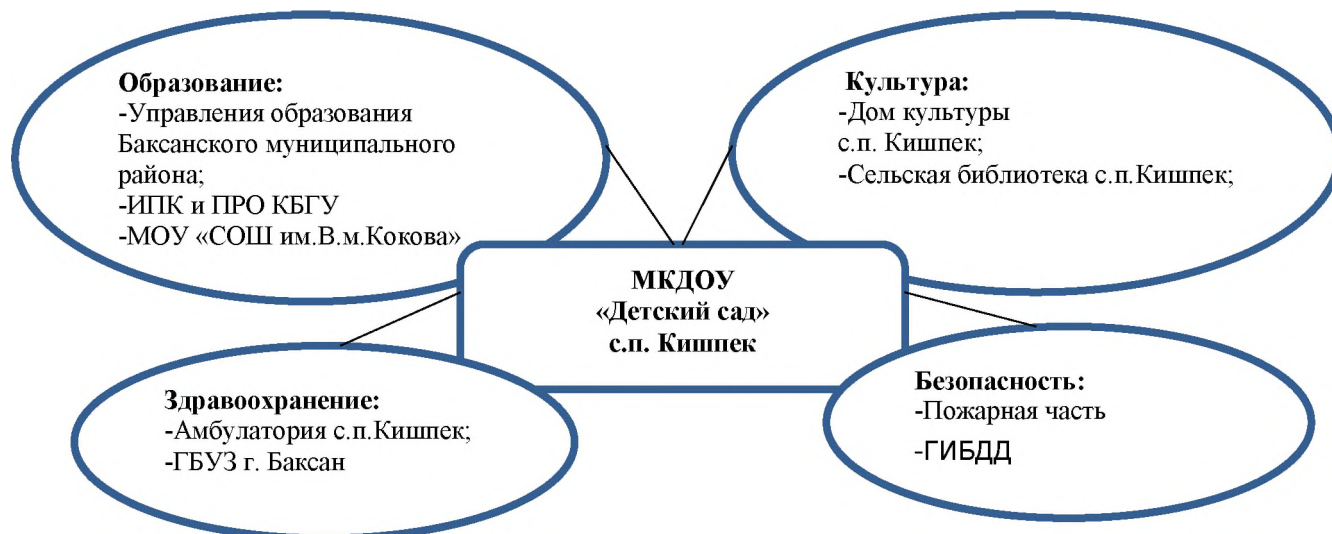 Образование:
-Управления образования
Баксанского муниципального
района;
-ИПК и ПРО КБГУ
-МОУ «СОШ им.В.м.Кокова»
Культура:
-Дом культуры
с.п. Кишпек;
-Сельская библиотека с.п.Кишпек;
МКДОУ
«Детский сад»
с.п. Кишпек
Здравоохранение:
-Амбулатория с.п.Кишпек;
-ГБУЗ г. Баксан
Безопасность:
-Пожарная часть
-ГИБДД